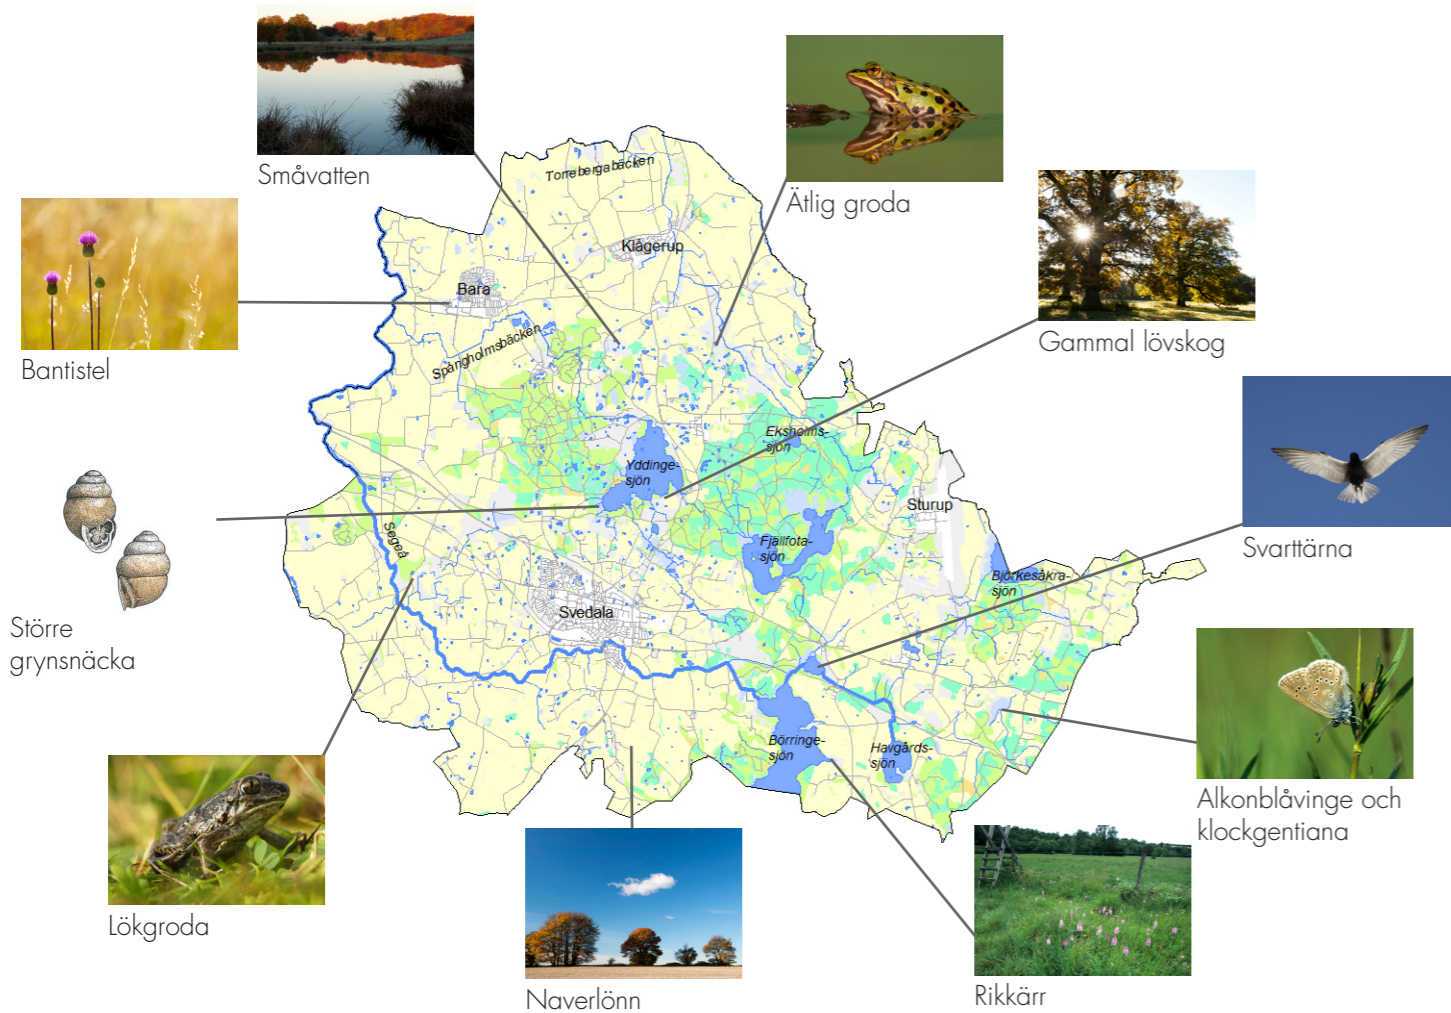 Småvatten
Torrebergabäcken
Ätlig groda
Klågerup
Bara
Gammal lövskog
Spångholmsbäcken
Bantistel
Eksholms-
sjön
Yddinge-
sjön
Sturup
Svarttärna
Segeå
Fjällfota-
sjön
Björkesåkra-
sjön
Svedala
Större
grynsnäcka
Börringe-
sjön
Havgårds-
sjön
Alkonblåvinge och
klockgentiana
Lökgroda
Naverlönn
Rikkärr